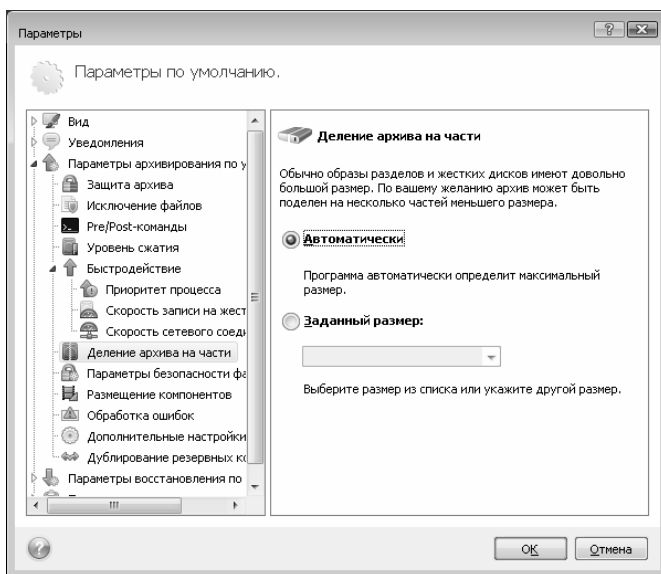 Параметры
Параметры по умолчанию.
Вид
Уведомления
Параметры архивирования по у
Защита архива
Исключение файлов
Pre/Post-команды
Уровень сжатия
Быстродействие
Приоритет процесса
Скорость записи на жест
Скорость сетевого соеди
Деление архива на части
Параметры безопасности фа
Размещение компонентов
Обработка ошибок
Дополнительные настройки
Дублирование резервных ко
Параметры восстановления по
Деление архива на части
Обычно образы разделов и жестких дисков имеют довольно
большой размер. По вашему желанию архив может быть
поделен на несколько частей меньшего размера.
Автоматически
Программа автоматически определит максимальный
размер.
Заданный размер:
Выберите размер из списка или укажите другой размер.
ОК
Отмена